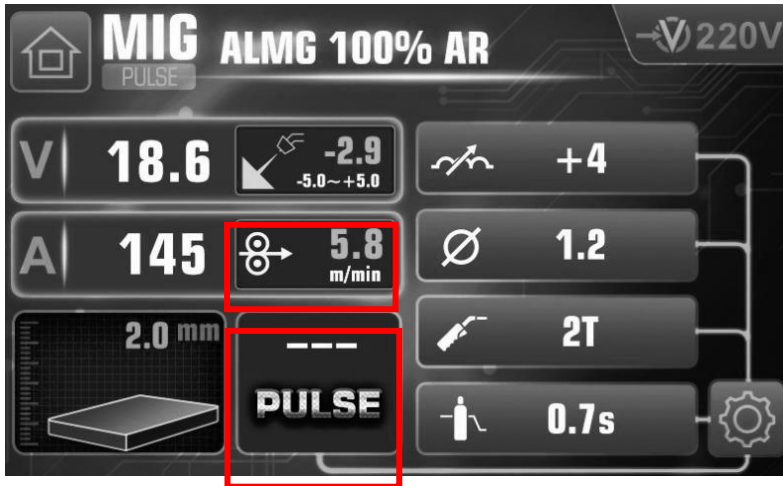 MIG
PULSE
ALMG 100% AR
220V
V
18.6
-2.9
-5.0~+5.0
+4
A
145
5.8
m/min
1.2
2.0 mm
---
PULSE
2T
0.7s